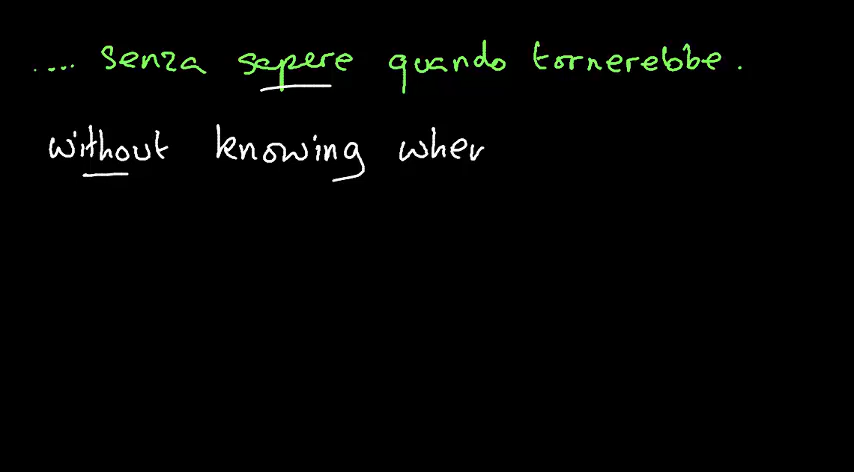 .... senza sapere quando tornerebbe.
without knowing wher